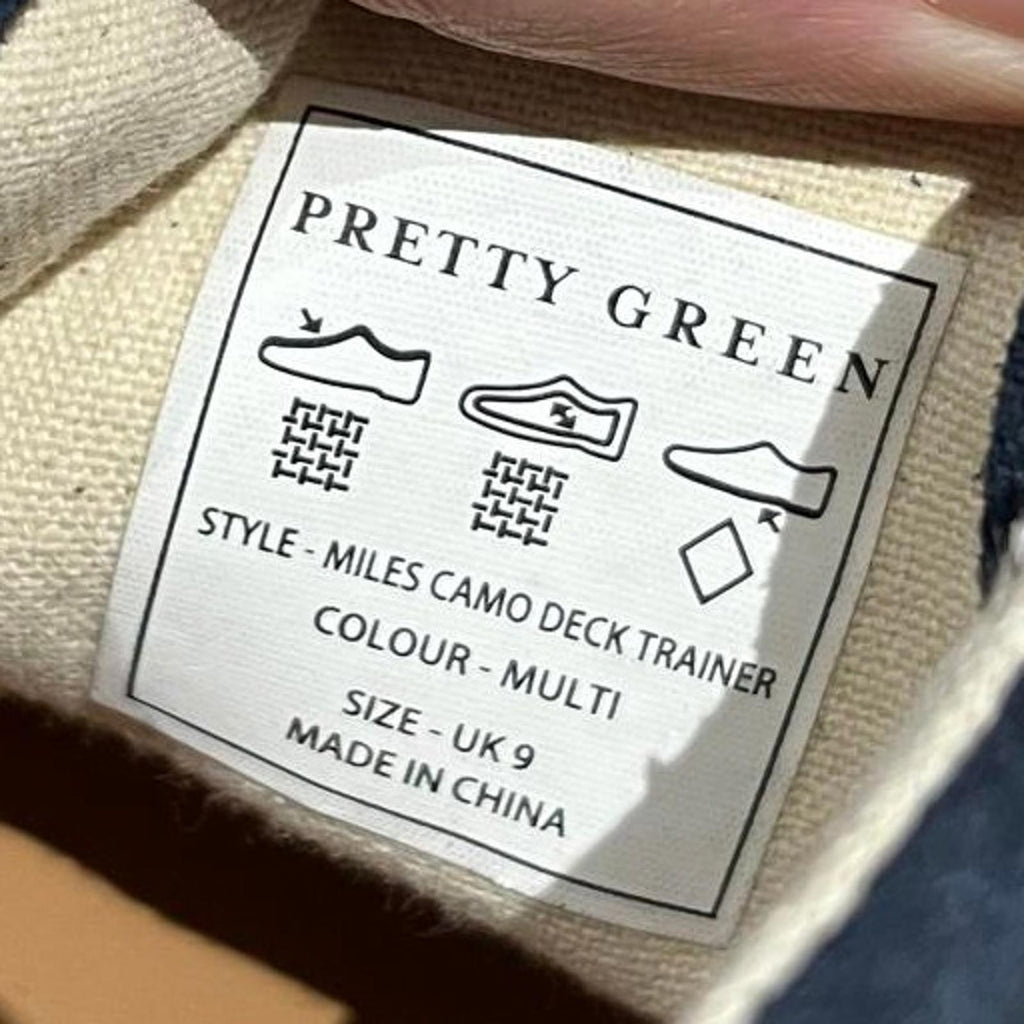 PRETTY GREEN
STYLE - MILES CAMO DECK TRAINER
COLOUR - MULTI
SIZE - UK 9
MADE IN CHINA